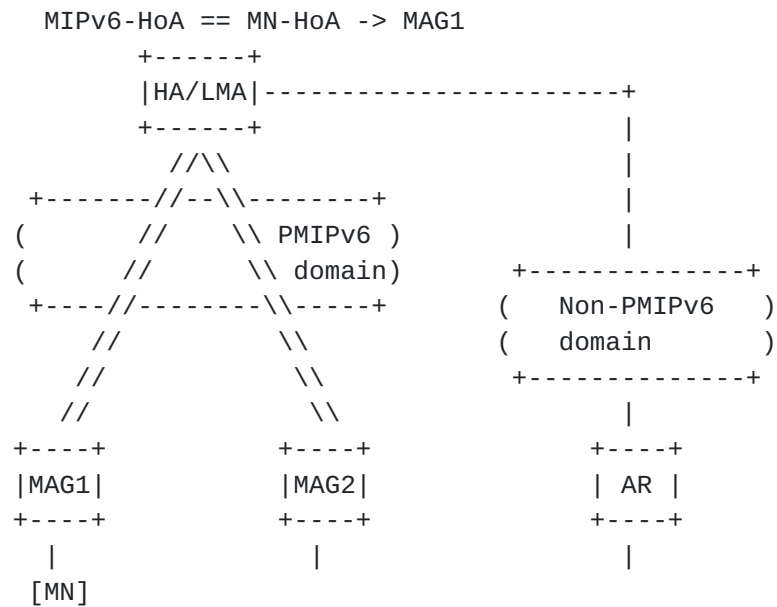 MIPv6-HoA == MN-HoA -> MAG1
HA/LMA
PMIPv6
domain
Non-PMIPv6
domain
MAG1
MAG2
AR
[MN]